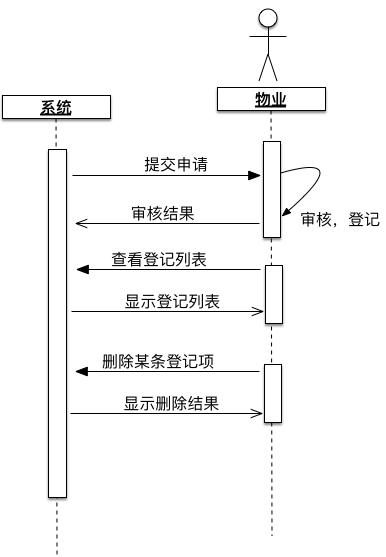 系统
物业
提交申请
审核，登记
审核结果
查看登记列表
显示登记列表
删除某条登记项
显示删除结果